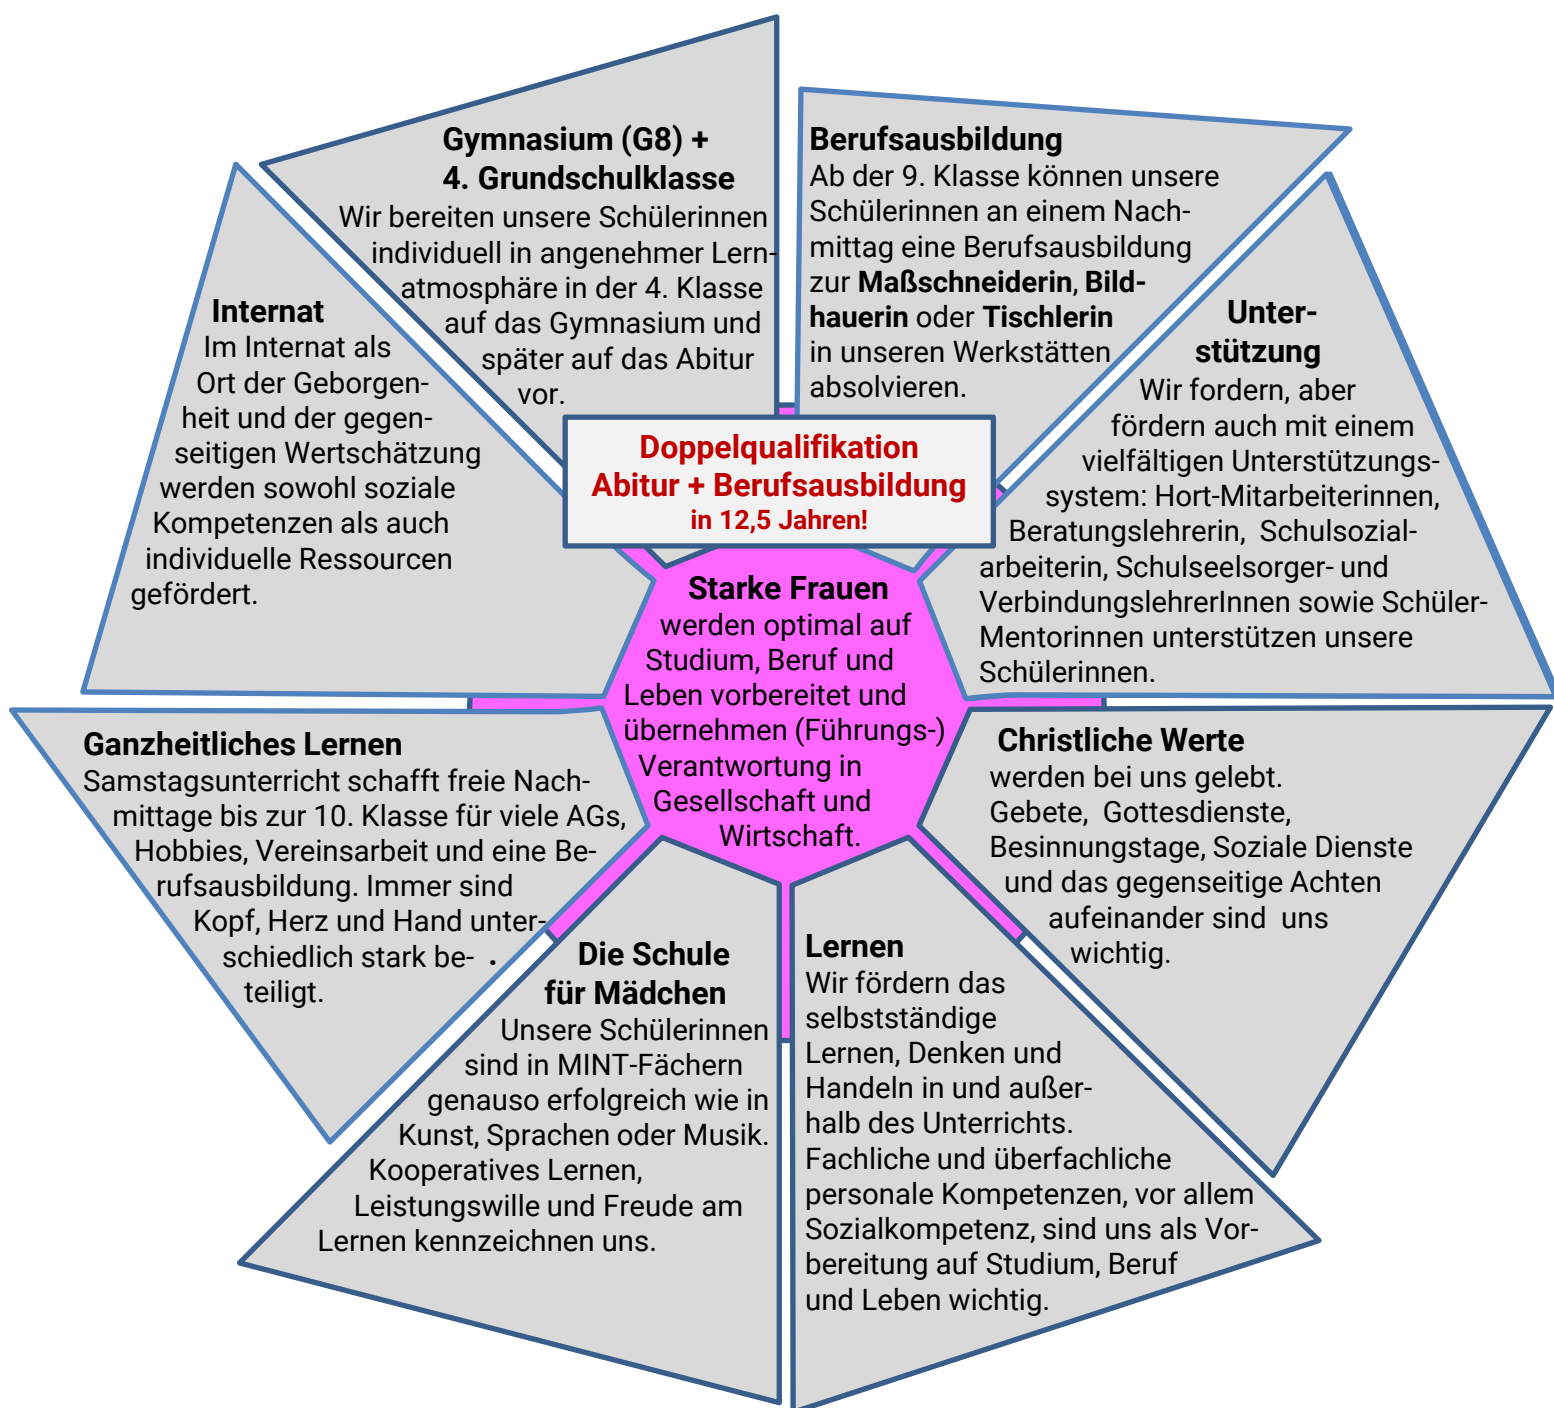 Gymnasium (G8) +
4. Grundschulklasse
Wir bereiten unsere Schülerinnen
individuell in angenehmer Lern-
atmosphäre in der 4. Klasse
auf das Gymnasium und
später auf das Abitur
vor.
Berufsausbildung
Ab der 9. Klasse können unsere
Schülerinnen an einem Nach-
mittag eine Berufsausbildung
zur Maßschneiderin, Bild-
hauerin oder Tischlerin
in unseren Werkstätten
absolvieren.
Internat
Im Internat als
Ort der Geborgen-
heit und der gegen-
seitigen Wertschätzung
werden sowohl soziale
Kompetenzen als auch
individuelle Ressourcen
gefördert.
Unter-
stützung
Wir fordern, aber
fördern auch mit einem
vielfältigen Unterstützungs-
system: Hort-Mitarbeiterinnen,
Beratungslehrerin, Schulsozial-
arbeiterin, Schulseelsorger- und
VerbindungslehrerInnen sowie Schüler-
Mentorinnen unterstützen unsere
Schülerinnen.
Doppelqualifikation
Abitur + Berufsausbildung
in 12,5 Jahren!
Starke Frauen
werden optimal auf
Studium, Beruf und
Leben vorbereitet und
übernehmen (Führungs-)
Verantwortung in
Gesellschaft und
Wirtschaft.
Ganzheitliches Lernen
Samstagsunterricht schafft freie Nach-
mittage bis zur 10. Klasse für viele AGs,
Hobbies, Vereinsarbeit und eine Be-
rufsausbildung. Immer sind
Kopf, Herz und Hand unter-
schiedlich stark be- .
teiligt.
Christliche Werte
werden bei uns gelebt.
Gebete, Gottesdienste,
Besinnungstage, Soziale Dienste
und das gegenseitige Achten
aufeinander sind uns
wichtig.
Die Schule
für Mädchen
Unsere Schülerinnen
sind in MINT-Fächern
genauso erfolgreich wie in
Kunst, Sprachen oder Musik.
Kooperatives Lernen,
Leistungswille und Freude am
Lernen kennzeichnen uns.
Lernen
Wir fördern das
selbstständige
Lernen, Denken und
Handeln in und außer-
halb des Unterrichts.
Fachliche und überfachliche
personale Kompetenzen, vor allem
Sozialkompetenz, sind uns als Vor-
bereitung auf Studium, Beruf
und Leben wichtig.